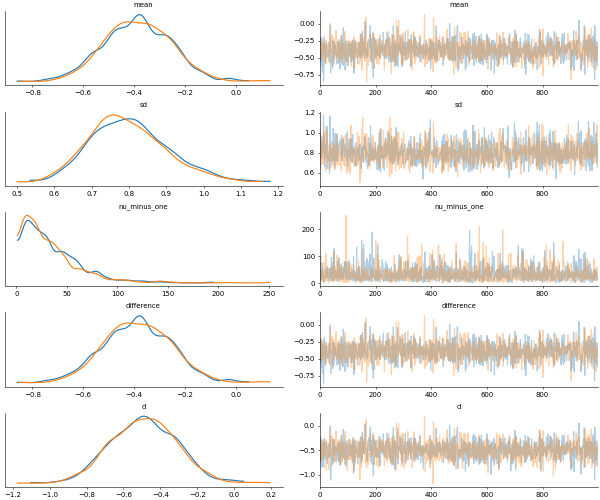 mean mean
−0.8 −0.6 −0.4 −0.2 0.0
0.00
−0.25
−0.50
−0.75
0 200 400 600 800
sd sd
0.5 0.6 0.7 0.8 0.9 1.0 1.1 1.2
1.2
1.0
0.8
0.6
0 200 400 600 800
nu_minus_one nu_minus_one
0 50 100 150 200 250
200
100
0
0 200 400 600 800
difference difference
−0.8 −0.6 −0.4 −0.2 0.0
0.00
−0.25
−0.50
−0.75
0 200 400 600 800
d d
−1.2 −1.0 −0.8 −0.6 −0.4 −0.2 0.0 0.2
0.0
−0.5
−1.0
0 200 400 600 800